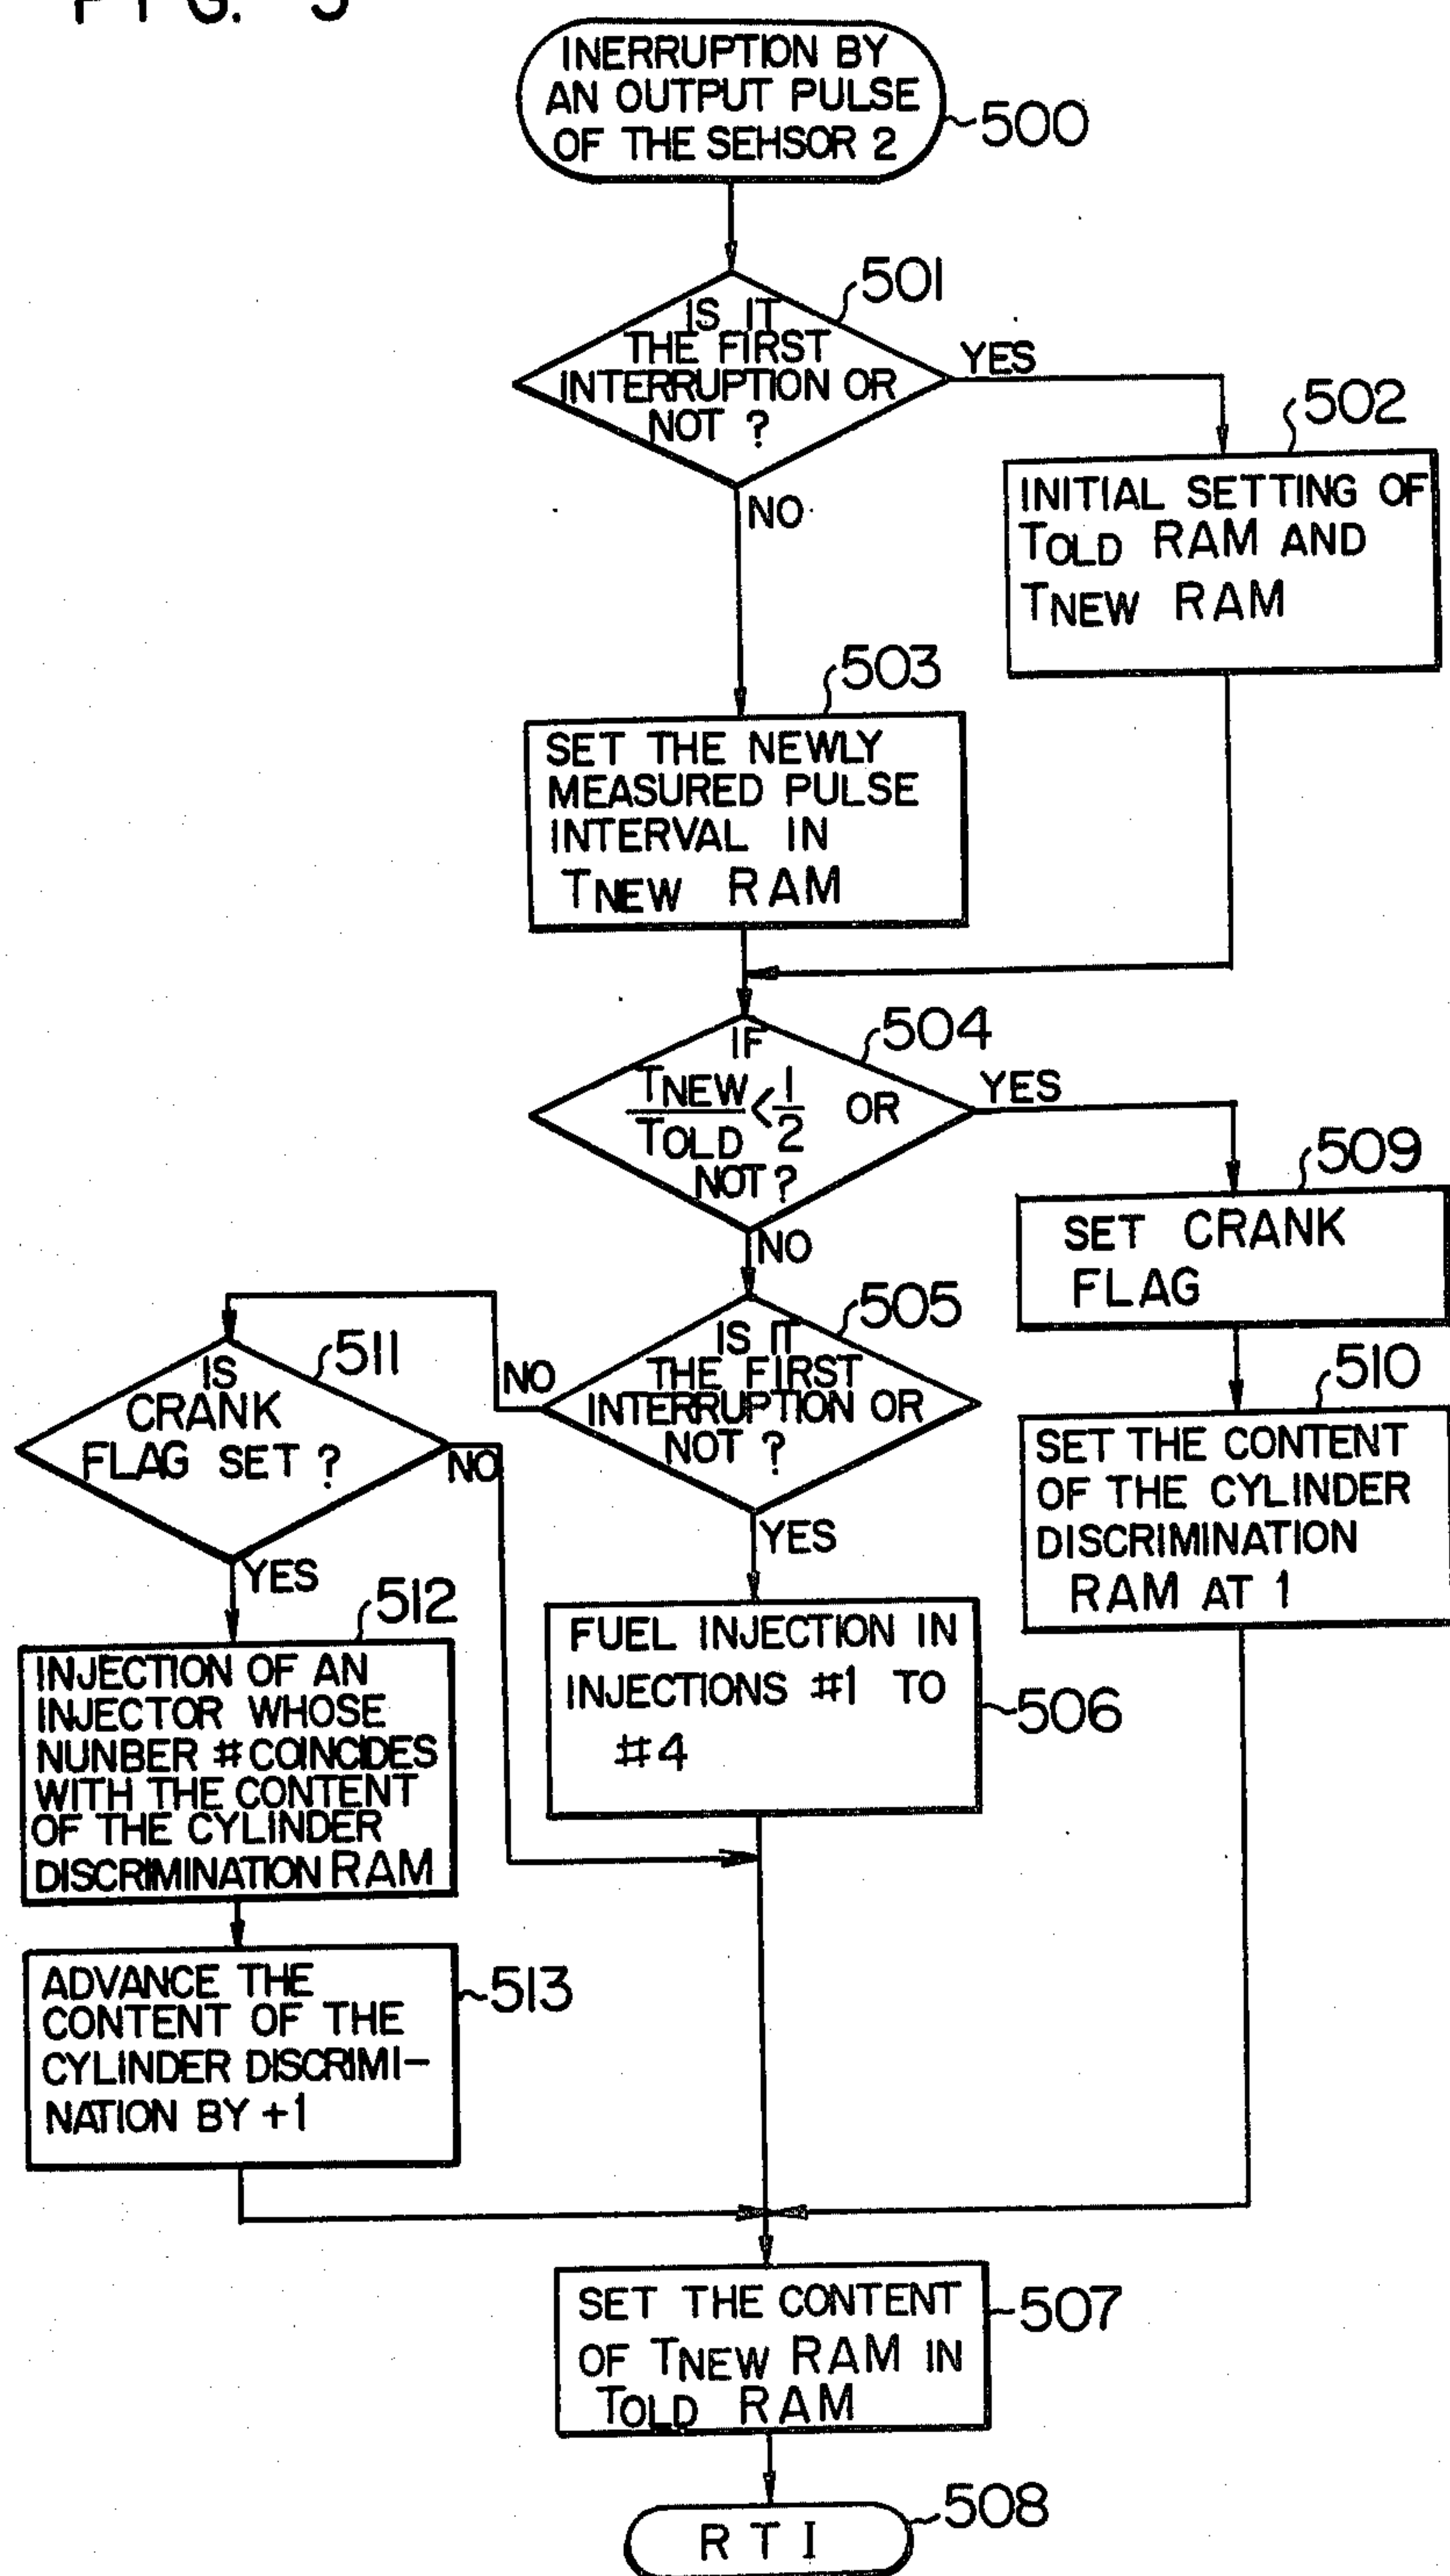 FIG. 5
INERRUPTION BY
AN OUTPUT PULSE
OF THE SEHSOR 2
500
501
IS IT
THE FIRST
INTERRUPTION OR
NOT ?
YES
NO
502
INITIAL SETTING OF
TOLD RAM AND
TNEW RAM
503
SET THE NEWLY
MEASURED PULSE
INTERVAL IN
TNEW RAM
504
IF
TNEW/TOLD < 1/2 OR
NOT ?
YES
NO
509
SET CRANK
FLAG
505
IS IT
THE FIRST
INTERRUPTION OR
NOT ?
NO
YES
511
IS
CRANK
FLAG SET ?
NO
YES
510
SET THE CONTENT
OF THE CYLINDER
DISCRIMINATION
RAM AT 1
512
INJECTION OF AN
INJECTOR WHOSE
NUNBER # COINCIDES
WITH THE CONTENT
OF THE CYLINDER
DISCRIMINATION RAM
FUEL INJECTION IN
INJECTIONS #1 TO
#4
506
ADVANCE THE
CONTENT OF THE
CYLINDER DISCRIMI-
NATION BY +1
513
SET THE CONTENT
OF TNEW RAM IN
TOLD RAM
507
RTI
508